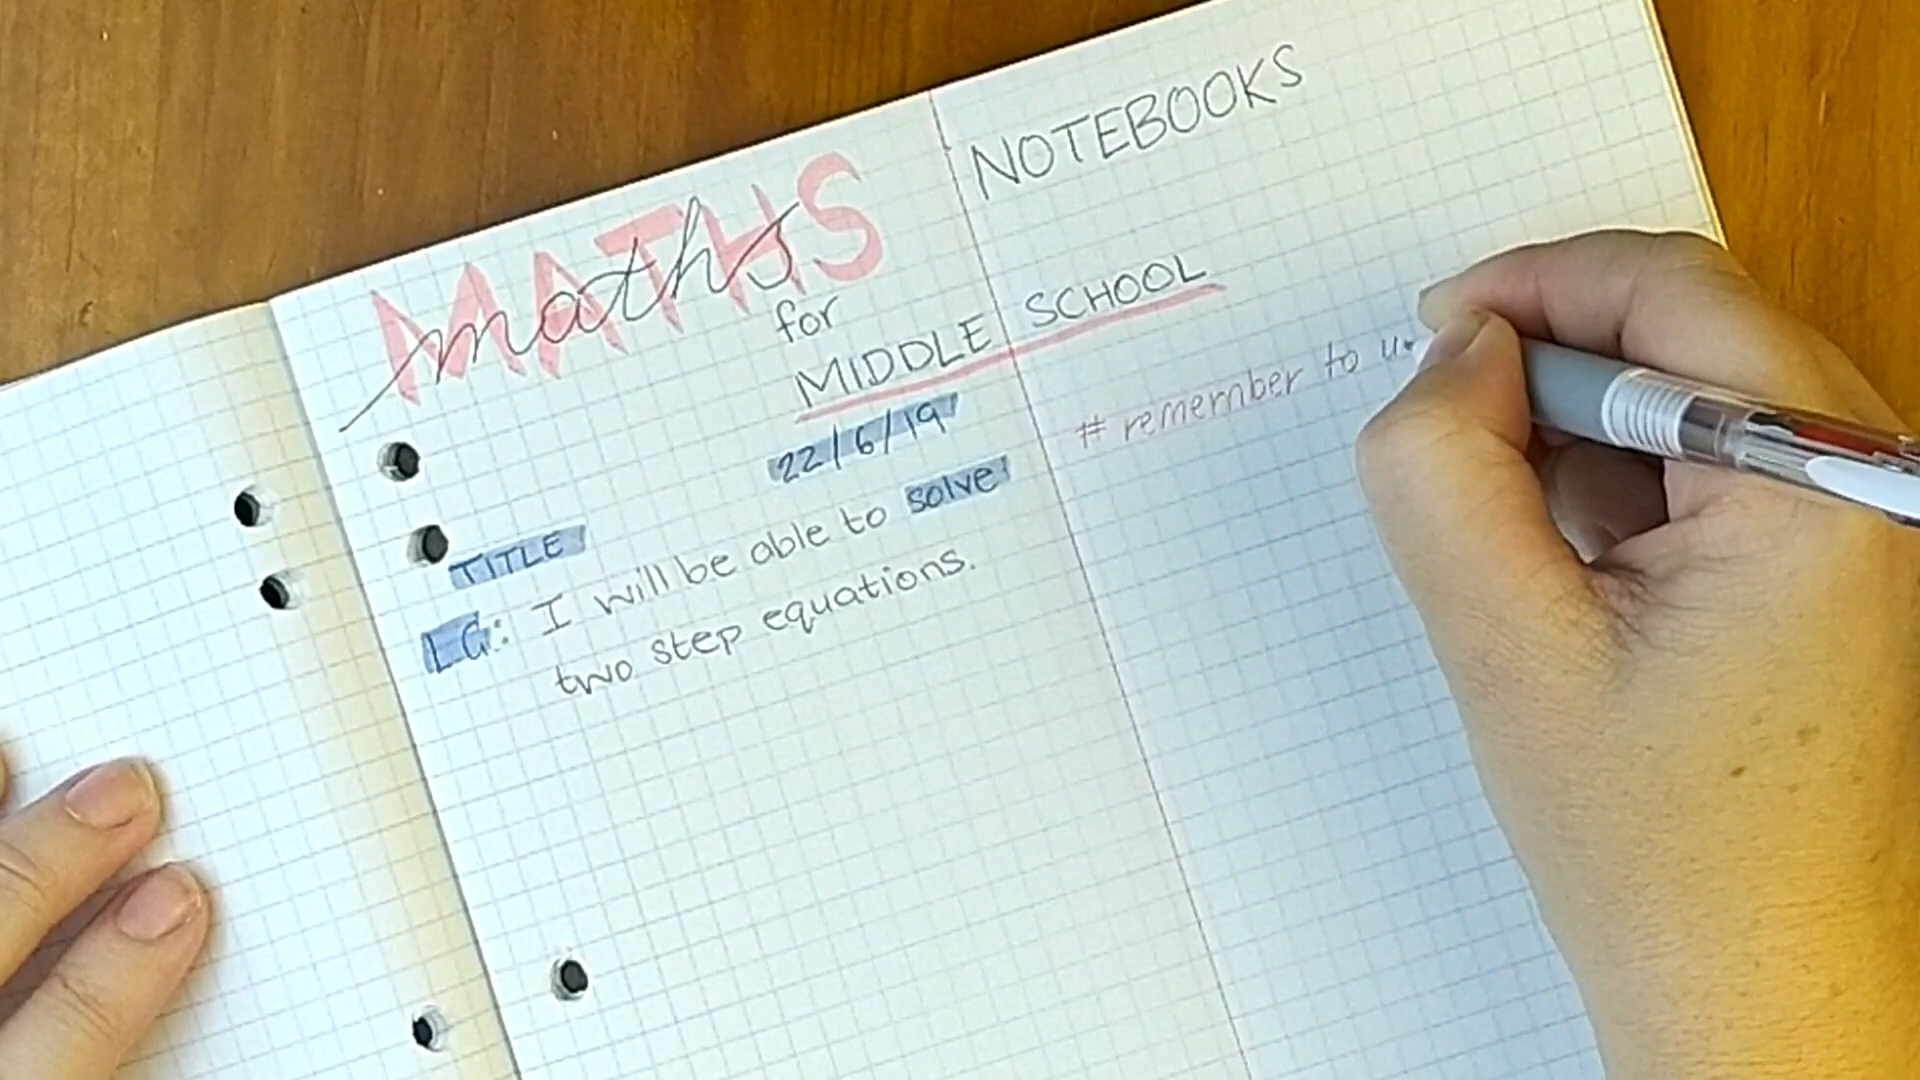 MATHS
maths
NOTEBOOKS
for
MIDDLE SCHOOL
22/6/19
# remember to
TITLE
LG: I will be able to solve
two step equations.